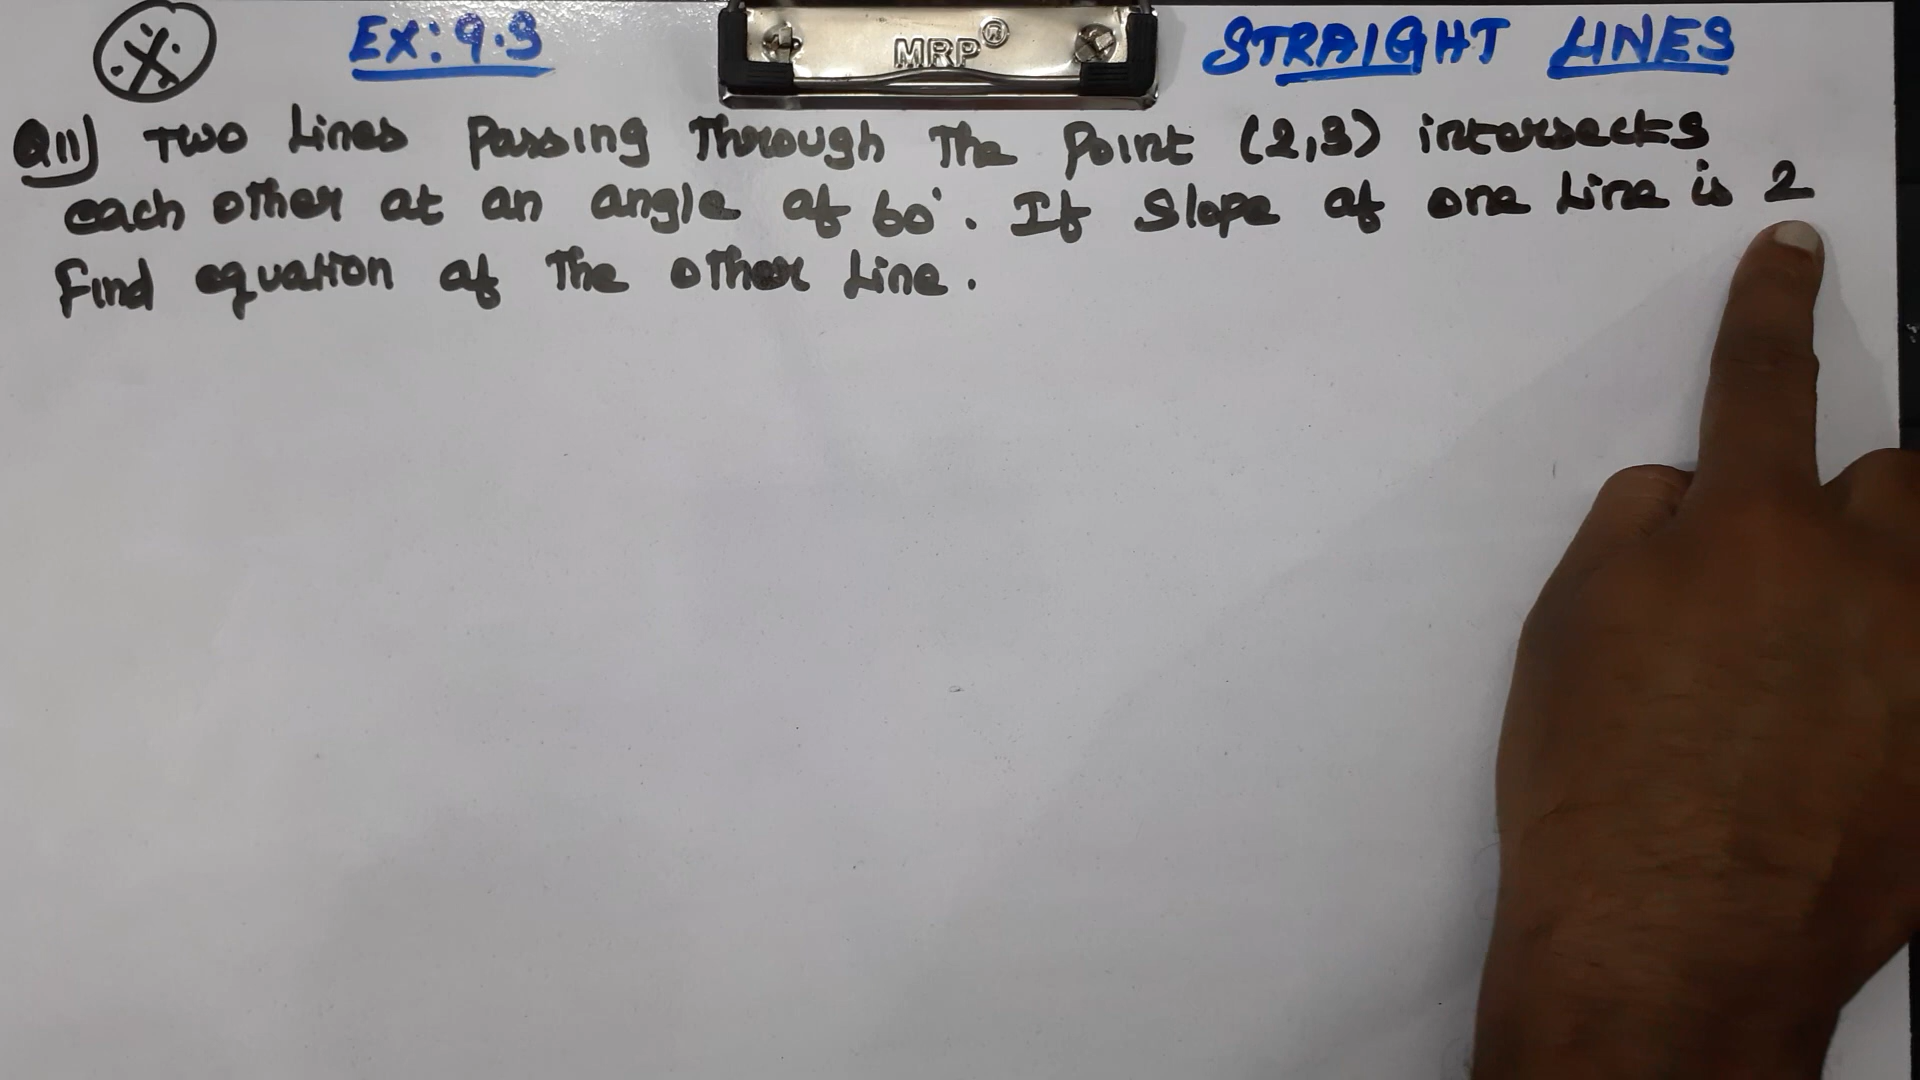 Ex: 9.3
MRP®
STRAIGHT LINES
Q11) Two Lines Passing Through The Point (2,3) intersects
each other at an angle of 60°. If Slope of one Line is 2
Find equation of The other Line.